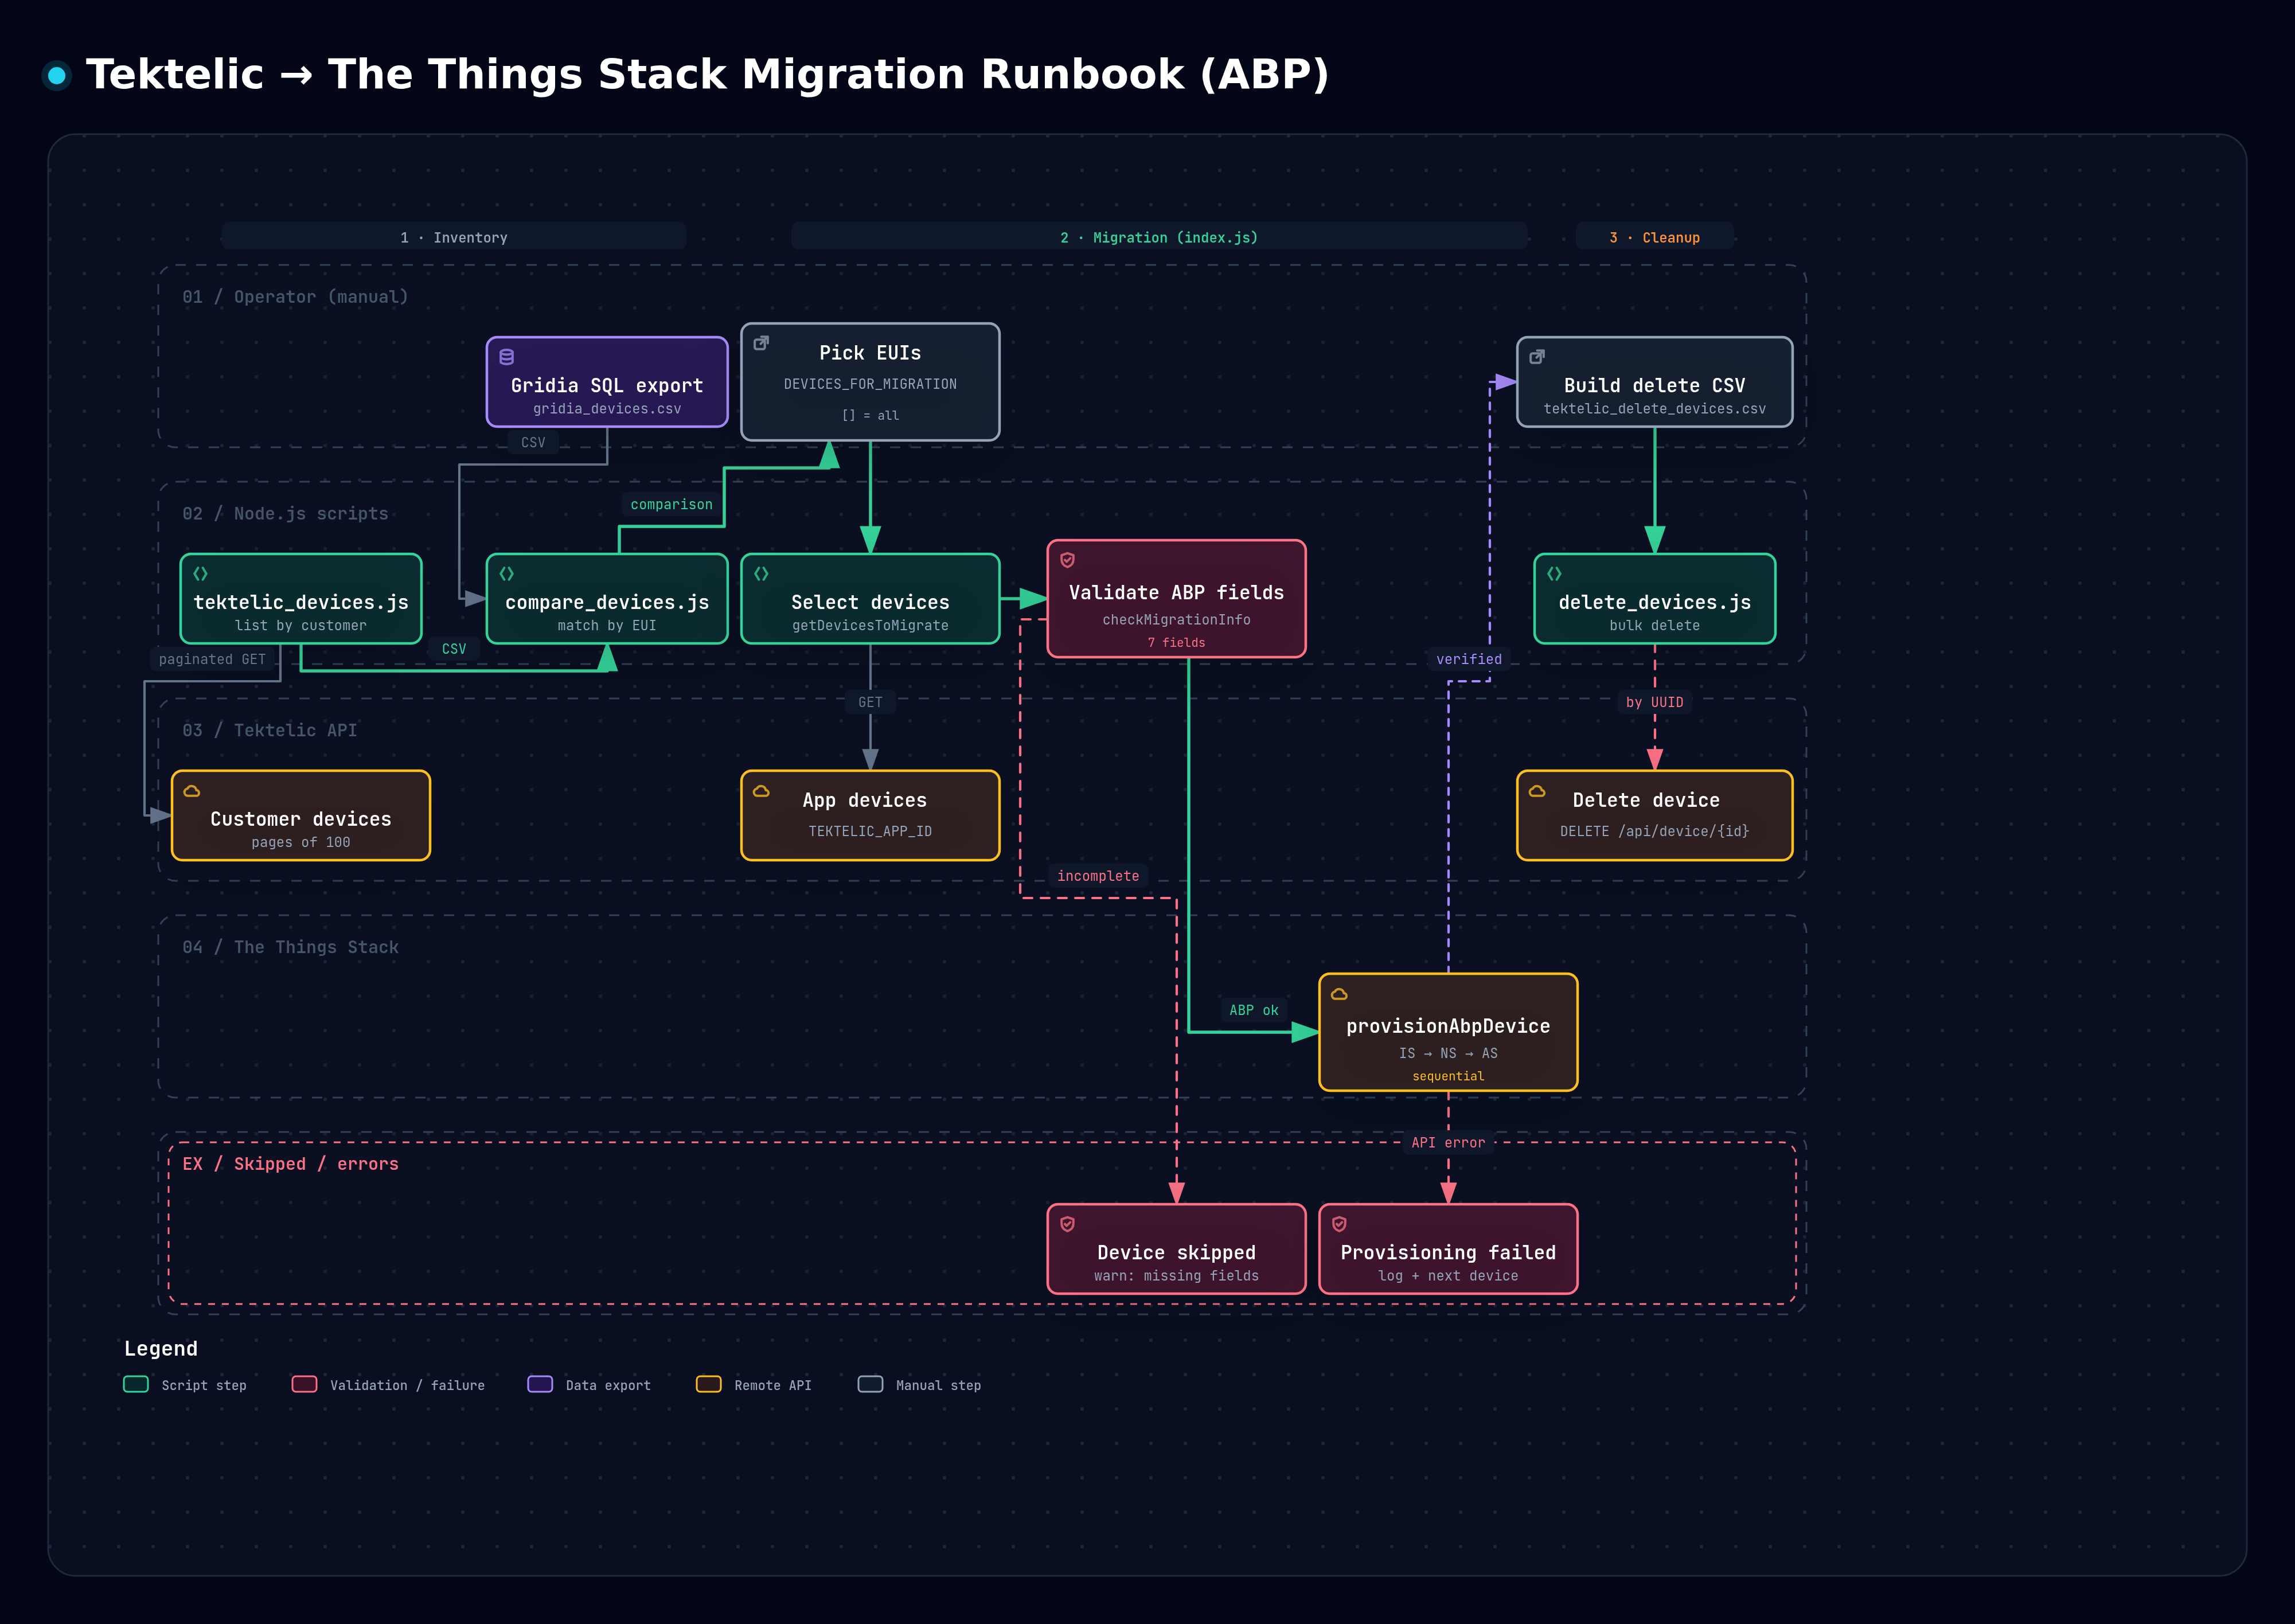 Tektelic → The Things Stack Migration Runbook (ABP)
1 · Inventory
2 · Migration (index.js)
3 · Cleanup
01 / Operator (manual)
Gridia SQL export
gridia_devices.csv
Pick EUIs
DEVICES_FOR_MIGRATION
[] = all
Build delete CSV
tektelic_delete_devices.csv
CSV
comparison
02 / Node.js scripts
tektelic_devices.js
list by customer
compare_devices.js
match by EUI
Select devices
getDevicesToMigrate
Validate ABP fields
checkMigrationInfo
7 fields
delete_devices.js
bulk delete
paginated GET
CSV
verified
GET
by UUID
03 / Tektelic API
Customer devices
pages of 100
App devices
TEKTELIC_APP_ID
Delete device
DELETE /api/device/{id}
incomplete
04 / The Things Stack
ABP ok
provisionAbpDevice
IS → NS → AS
sequential
API error
EX / Skipped / errors
Device skipped
warn: missing fields
Provisioning failed
log + next device
Legend
Script step
Validation / failure
Data export
Remote API
Manual step